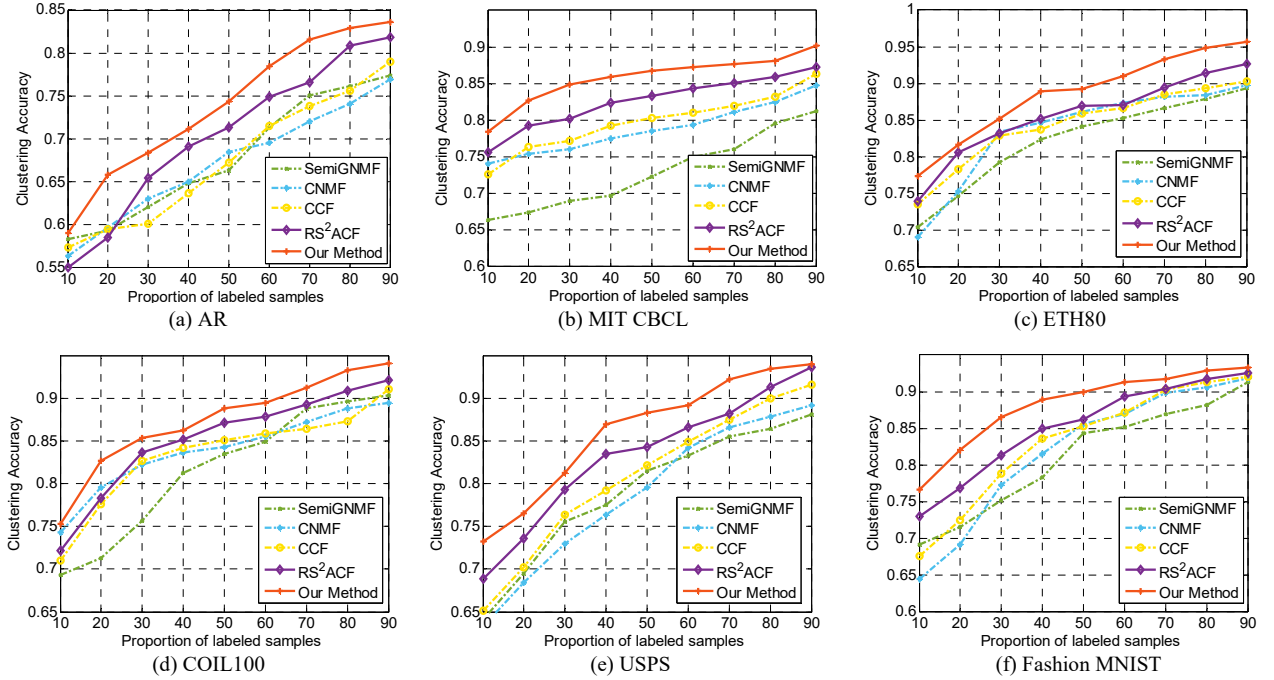 0.85
0.8
0.75
0.7
0.65
0.6
0.55
Clustering Accuracy
10 20 30 40 50 60 70 80 90
Proportion of labeled samples
SemiGNMF
CNMF
CCF
RS²ACF
Our Method
(a) AR
0.9
0.85
0.8
0.75
0.7
0.65
0.6
Clustering Accuracy
10 20 30 40 50 60 70 80 90
Proportion of labeled samples
SemiGNMF
CNMF
CCF
RS²ACF
Our Method
(b) MIT CBCL
1
0.95
0.9
0.85
0.8
0.75
0.7
0.65
Clustering Accuracy
10 20 30 40 50 60 70 80 90
Proportion of labeled samples
SemiGNMF
CNMF
CCF
RS²ACF
Our Method
(c) ETH80
0.9
0.85
0.8
0.75
0.7
0.65
Clustering Accuracy
10 20 30 40 50 60 70 80 90
Proportion of labeled samples
SemiGNMF
CNMF
CCF
RS²ACF
Our Method
(d) COIL100
0.9
0.85
0.8
0.75
0.7
0.65
Clustering Accuracy
10 20 30 40 50 60 70 80 90
Proportion of labeled samples
SemiGNMF
CNMF
CCF
RS²ACF
Our Method
(e) USPS
0.9
0.85
0.8
0.75
0.7
0.65
0.6
Clustering Accuracy
10 20 30 40 50 60 70 80 90
Proportion of labeled samples
SemiGNMF
CNMF
CCF
RS²ACF
Our Method
(f) Fashion MNIST